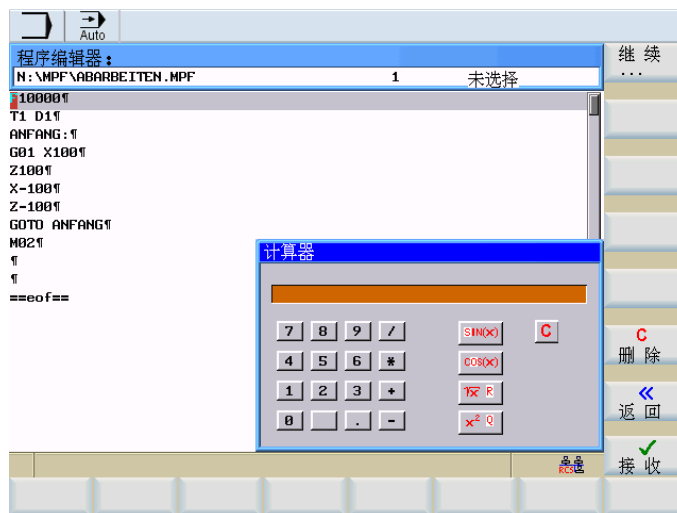 Auto
程序编辑器：
继 续
...
N:\MPF\ABARBEITEN.MPF 1 未选择
F10000¶
T1 D1¶
ANFANG:¶
G01 X100¶
Z100¶
X-100¶
Z-100¶
GOTO ANFANG¶
M02¶
¶
¶
==eof==
计算器
7 8 9 / SIN(x) C
4 5 6 * COS(x)
1 2 3 + √x R
0 . - x² Q
C
删 除
返 回
接 收
RCS